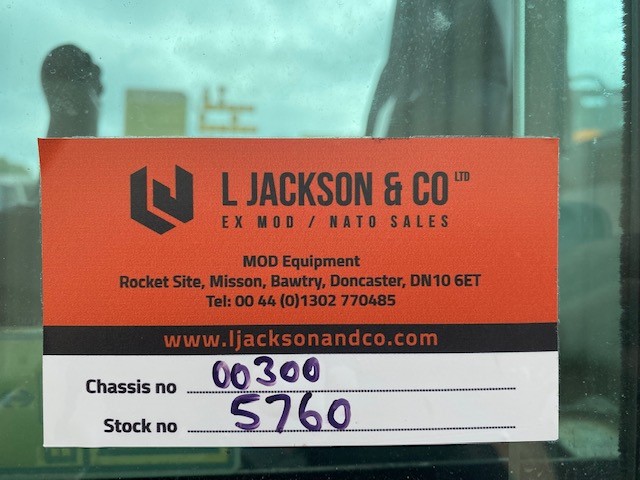 L JACKSON & CO LTD
EX MOD / NATO SALES
MOD Equipment
Rocket Site, Misson, Bawtry, Doncaster, DN10 6ET
Tel: 00 44 (0)1302 770485
www.ljacksonandco.com
Chassis no 00300
Stock no 5760